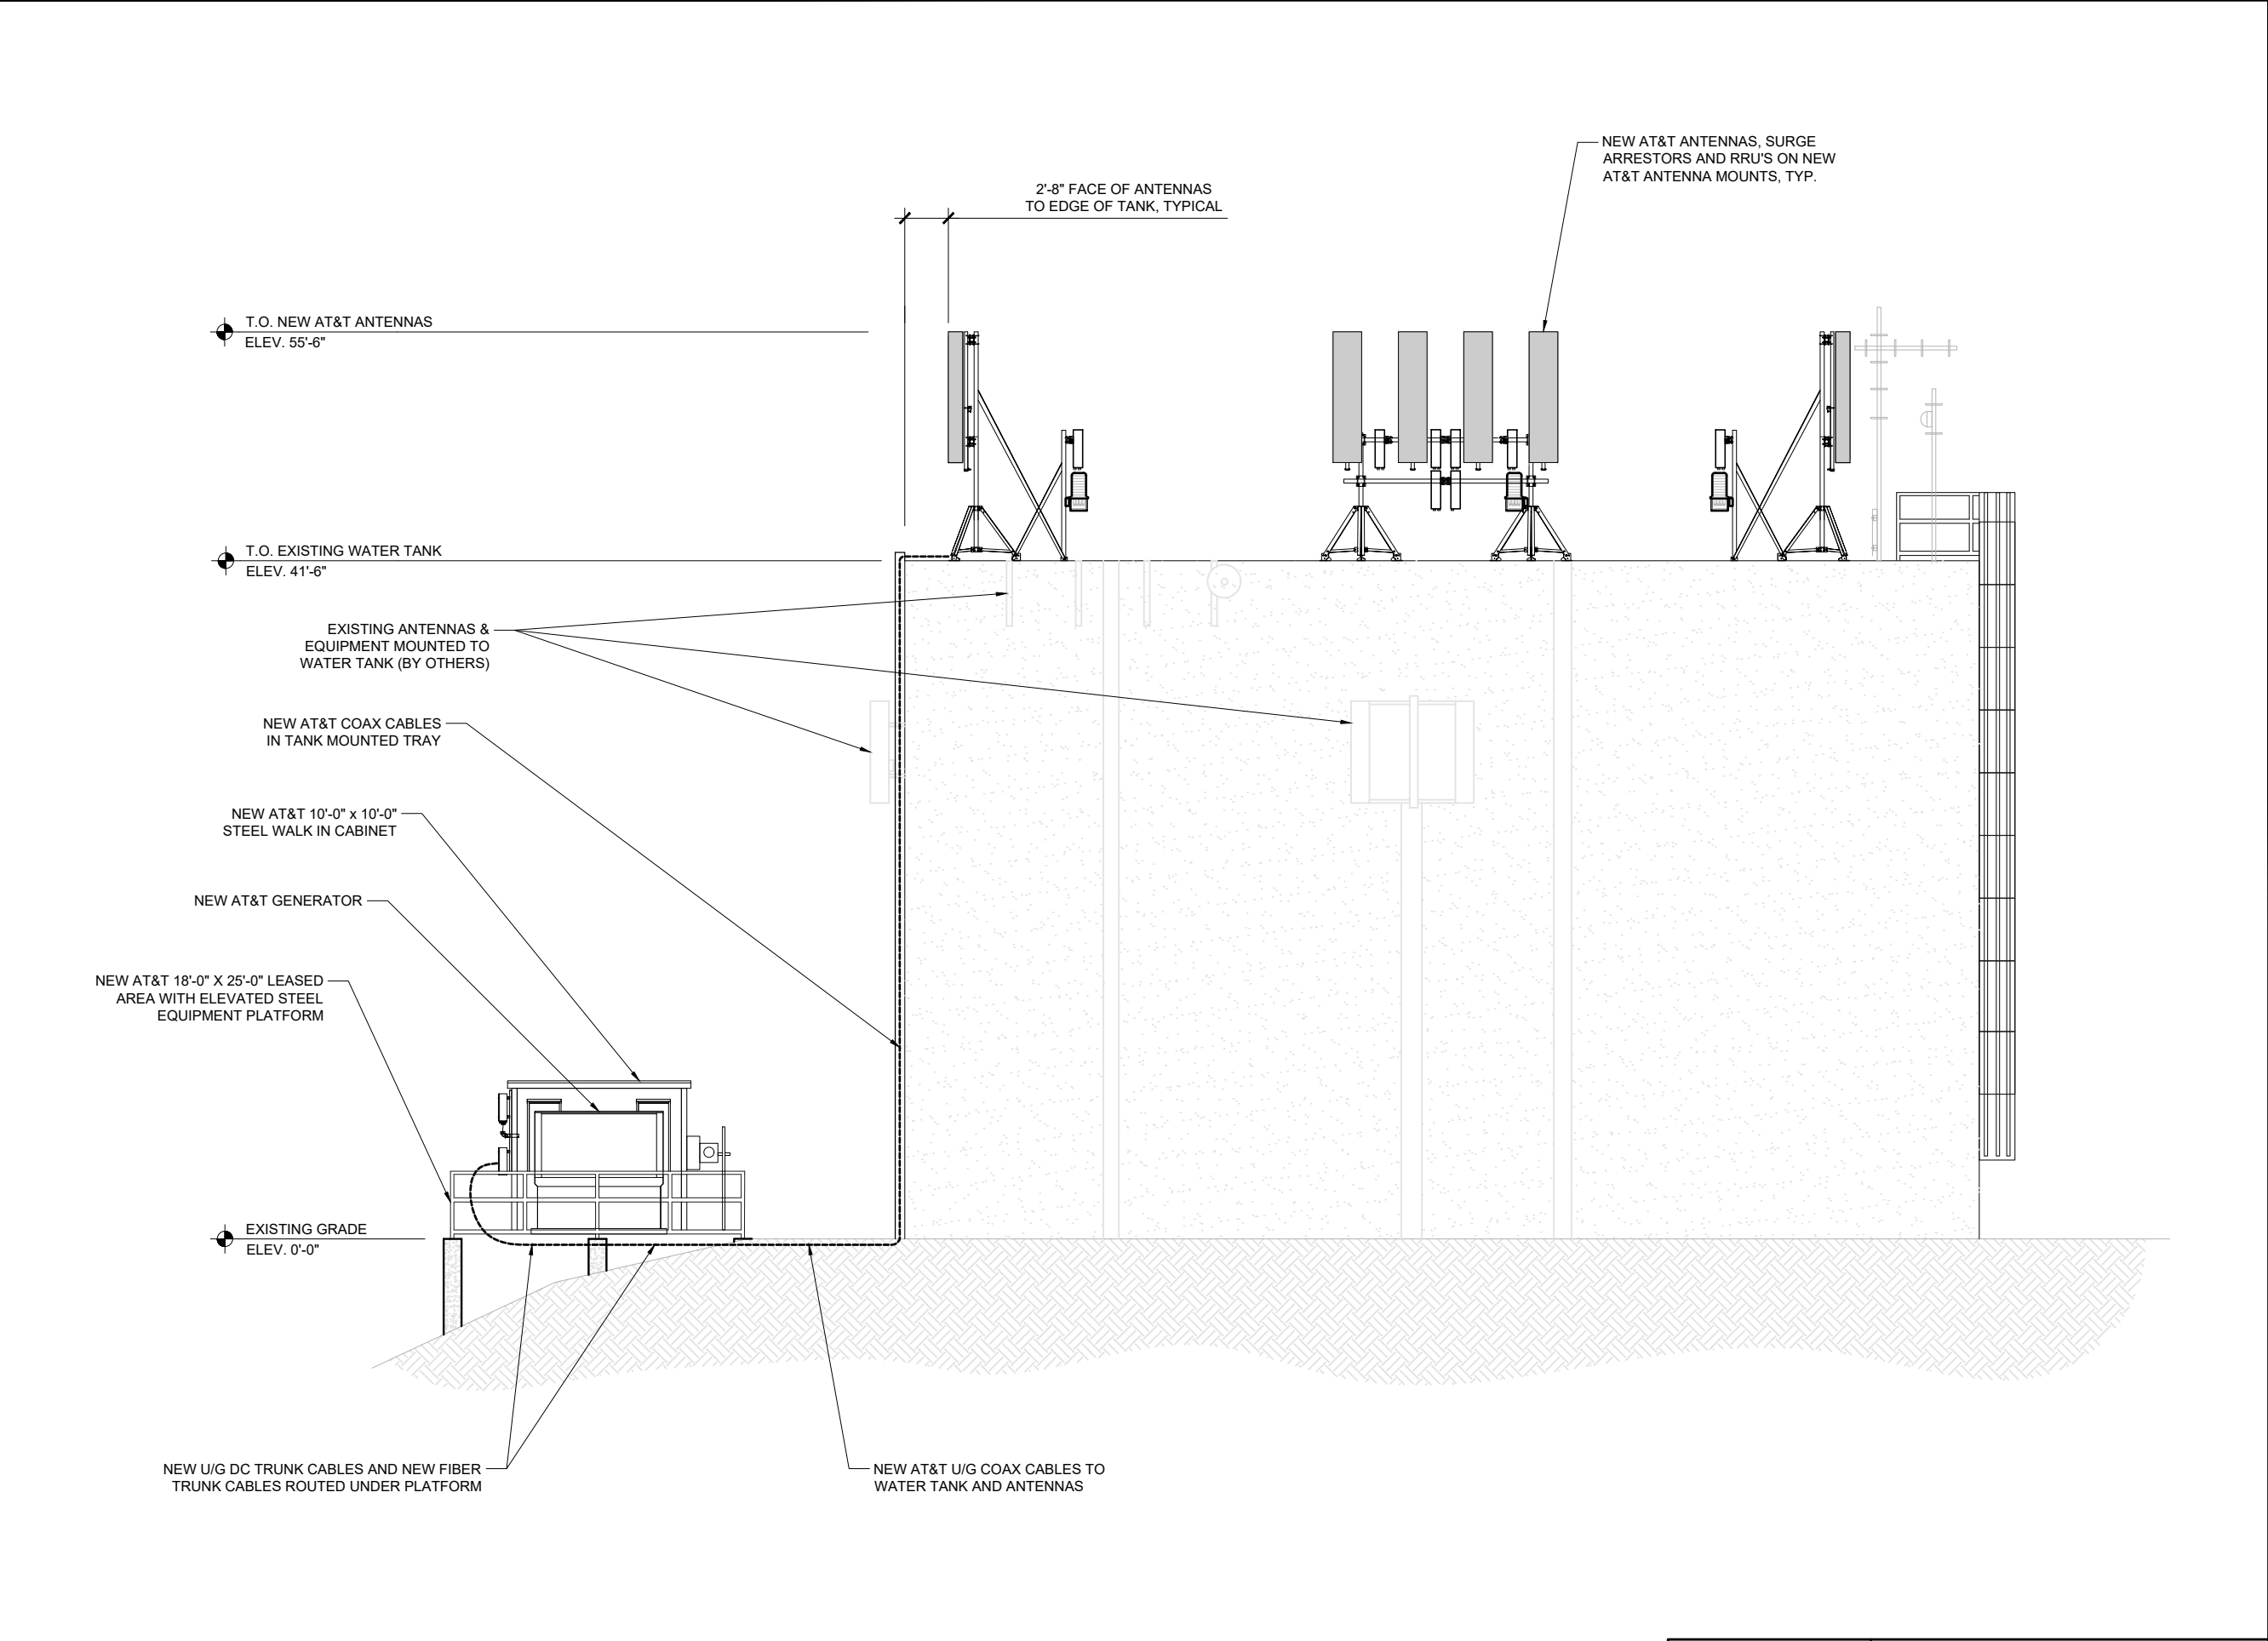 NEW AT&T ANTENNAS, SURGE
ARRESTORS AND RRU'S ON NEW
AT&T ANTENNA MOUNTS, TYP.
2'-8" FACE OF ANTENNAS
TO EDGE OF TANK, TYPICAL
T.O. NEW AT&T ANTENNAS
ELEV. 55'-6"
T.O. EXISTING WATER TANK
ELEV. 41'-6"
EXISTING ANTENNAS &
EQUIPMENT MOUNTED TO
WATER TANK (BY OTHERS)
NEW AT&T COAX CABLES
IN TANK MOUNTED TRAY
NEW AT&T 10'-0" x 10'-0"
STEEL WALK IN CABINET
NEW AT&T GENERATOR
NEW AT&T 18'-0" X 25'-0" LEASED
AREA WITH ELEVATED STEEL
EQUIPMENT PLATFORM
EXISTING GRADE
ELEV. 0'-0"
NEW U/G DC TRUNK CABLES AND NEW FIBER
TRUNK CABLES ROUTED UNDER PLATFORM
NEW AT&T U/G COAX CABLES TO
WATER TANK AND ANTENNAS